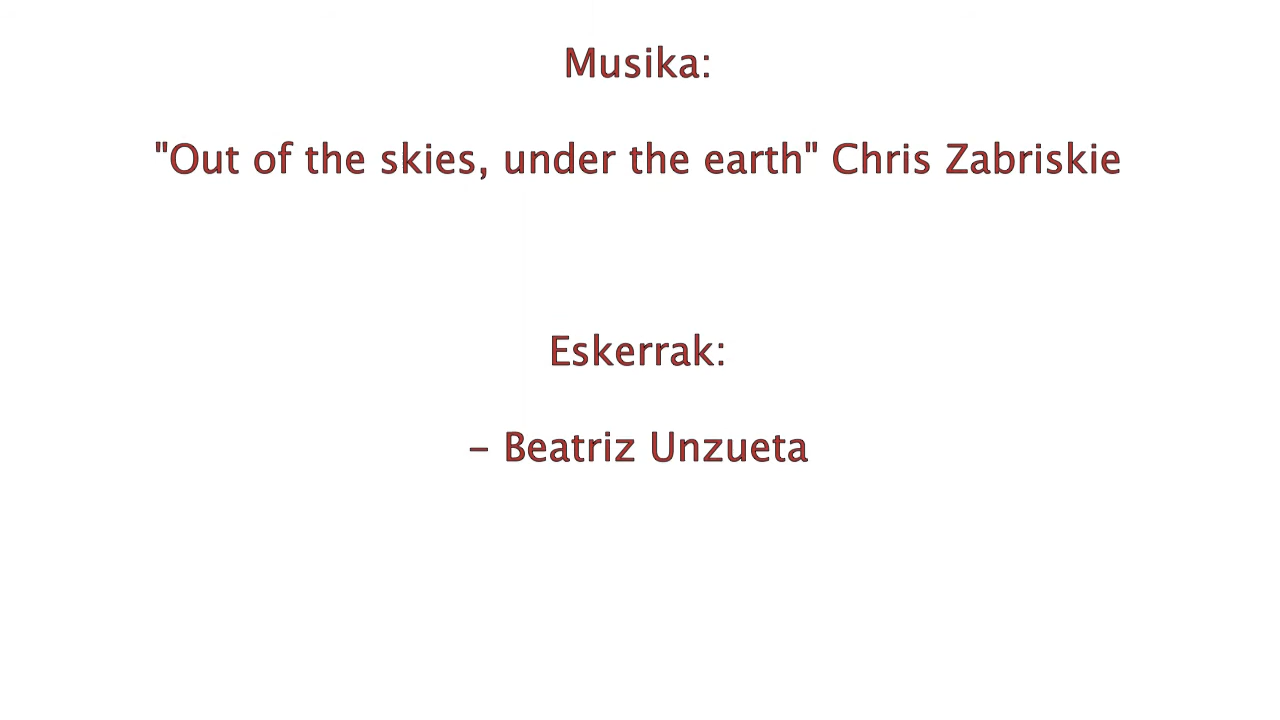 Musika:
"Out of the skies, under the earth" Chris Zabriskie
Eskerrak:
- Beatriz Unzueta